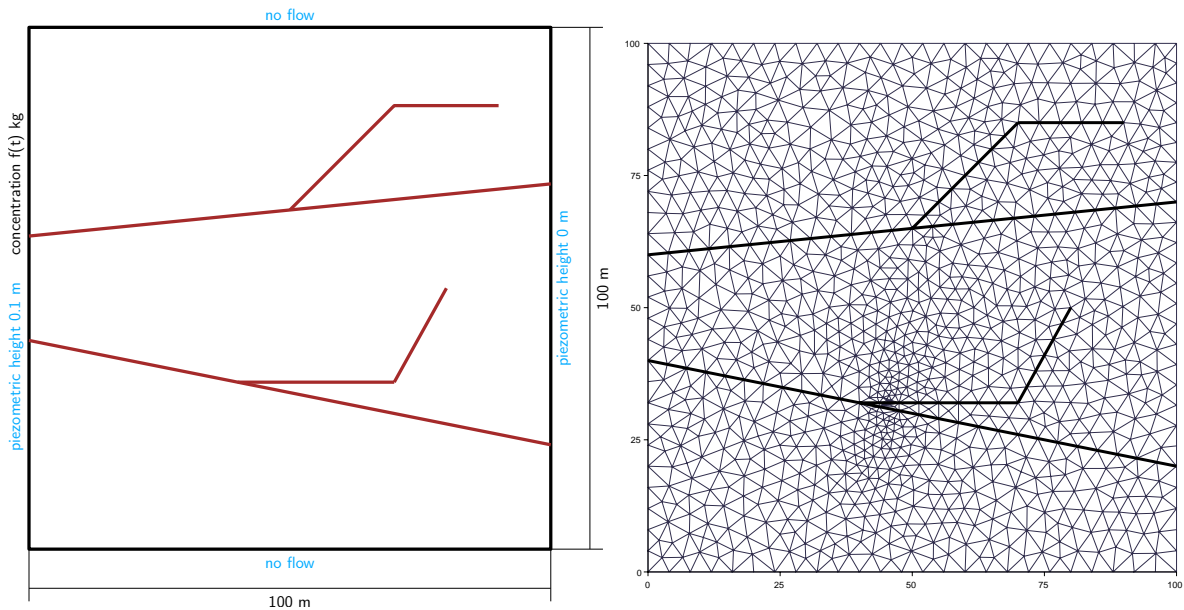 no flow
concentration f(t) kg
piezometric height 0.1 m
piezometric height 0 m
100 m
no flow
100 m
100
75
50
25
0
0
25
50
75
100